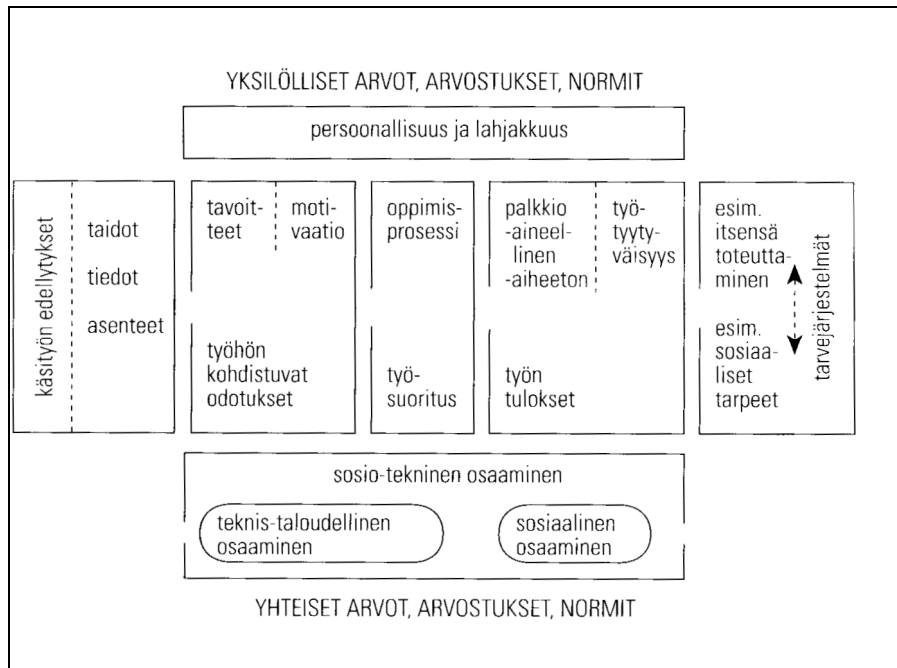 YKSILÖLLISET ARVOT, ARVOSTUKSET, NORMIT
persoonallisuus ja lahjakkuus
käsityön edellytykset
taidot
tiedot
asenteet
tavoit-
teet
moti-
vaatio
työhön
kohdistuvat
odotukset
oppimis-
prosessi
työ-
suoritus
palkkio
-aineel-
linen
-aiheeton
työ-
tyyty-
väisyys
työn
tulokset
esim.
itsensä
toteutta-
minen
esim.
sosiaa-
liset
tarpeet
tarvejärjestelmät
sosio-tekninen osaaminen
teknis-taloudellinen
osaaminen
sosiaalinen
osaaminen
YHTEISET ARVOT, ARVOSTUKSET, NORMIT